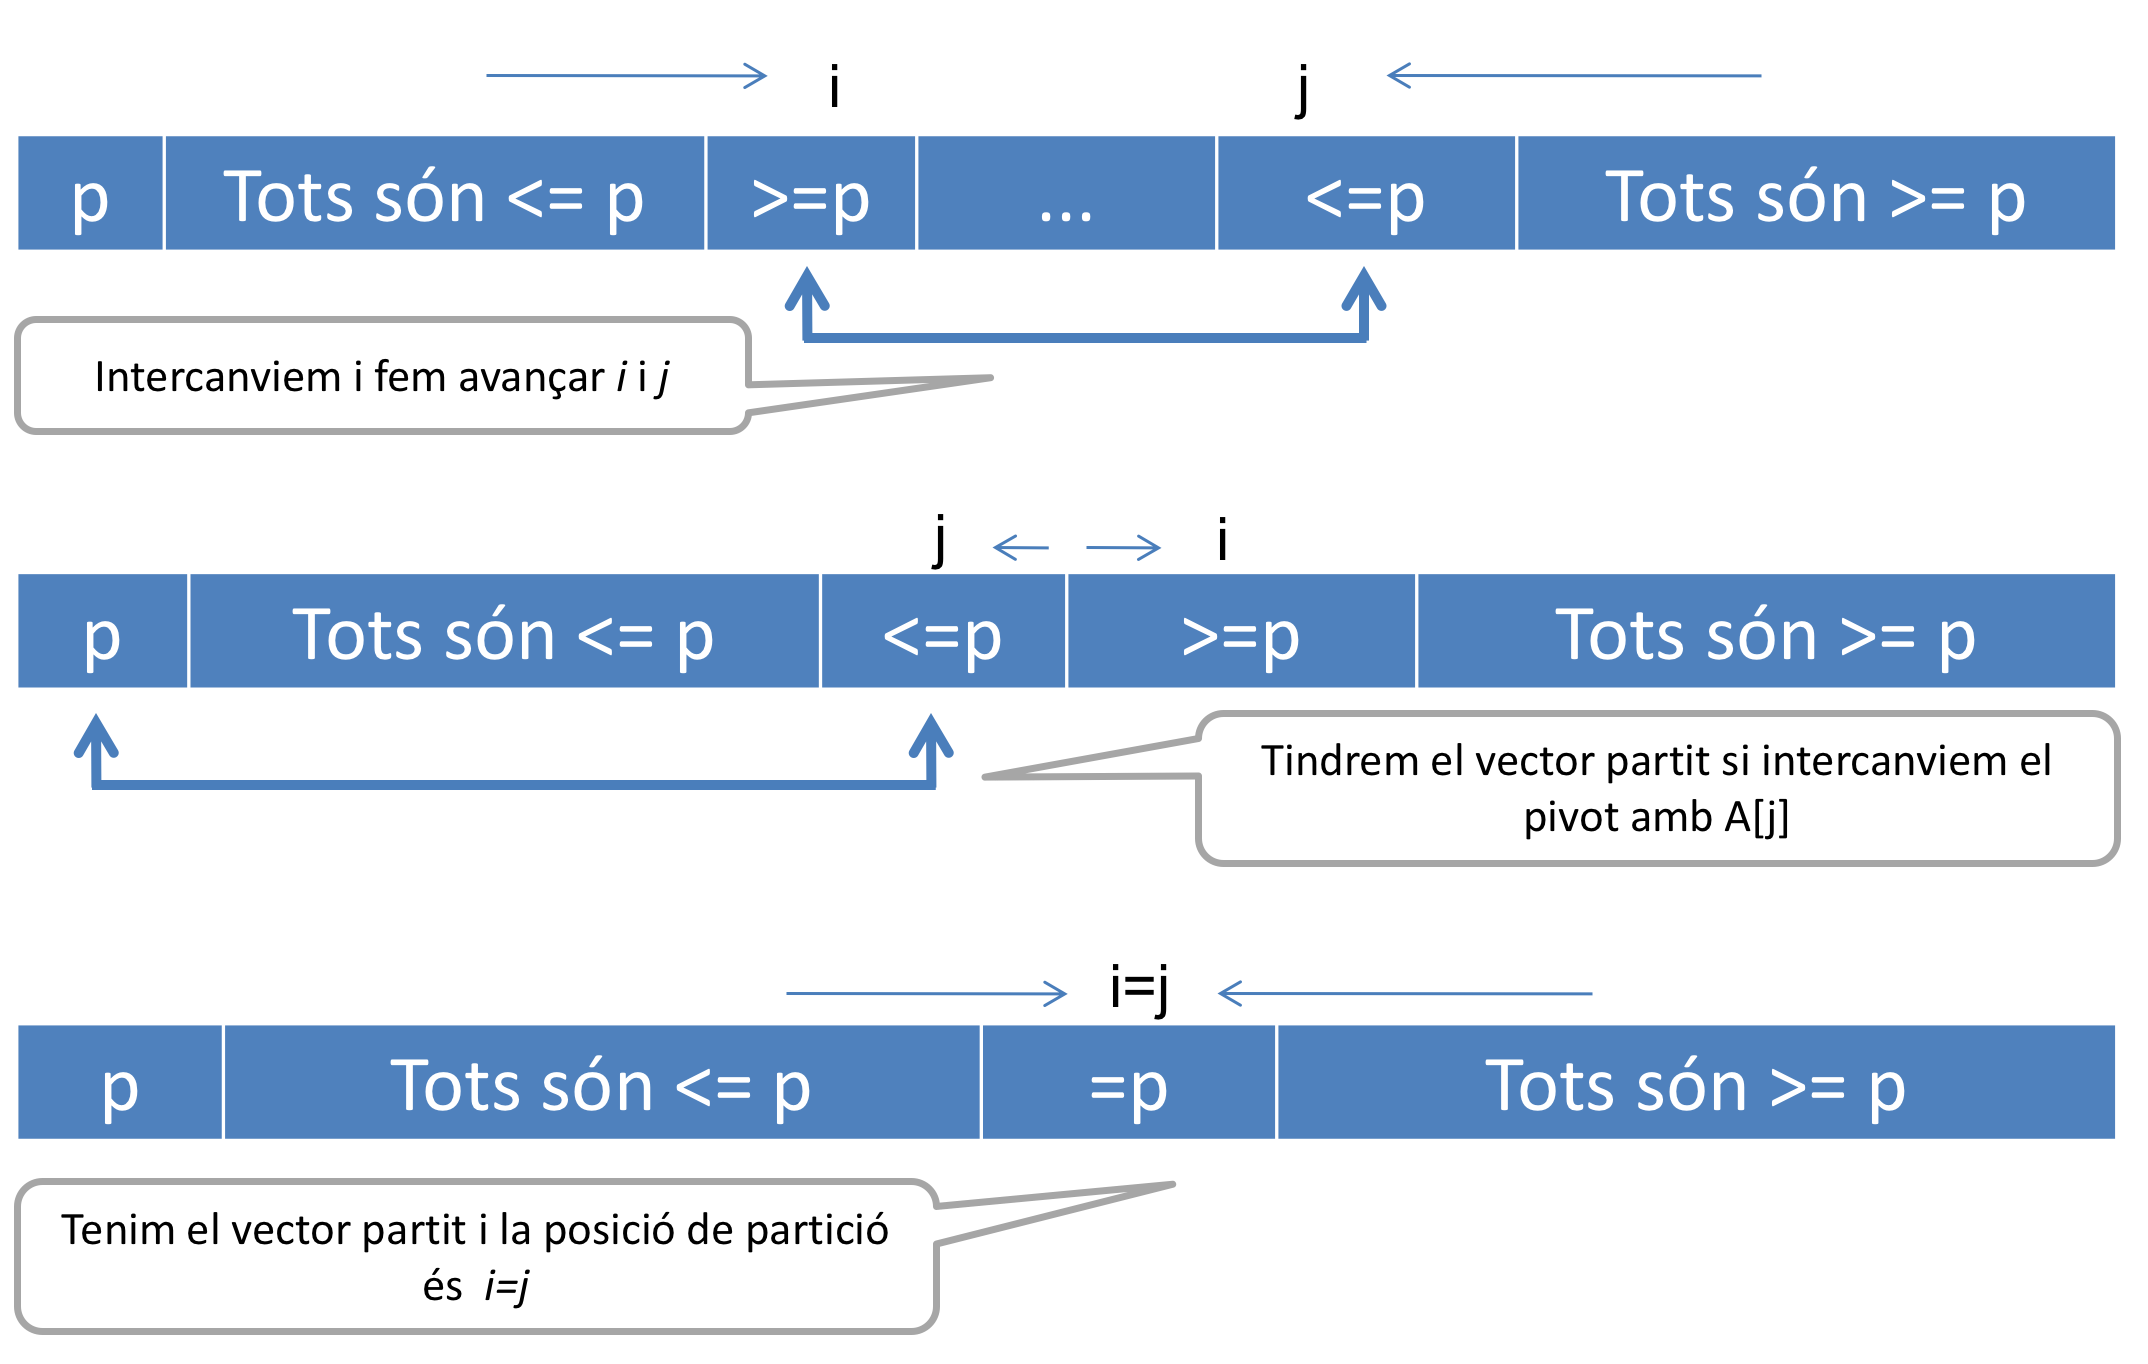 i j
p Tots són <= p >=p ... <=p Tots són >= p
Intercanviem i fem avançar i i j
j i
p Tots són <= p <=p >=p Tots són >= p
Tindrem el vector partit si intercanviem el
pivot amb A[j]
i=j
p Tots són <= p =p Tots són >= p
Tenim el vector partit i la posició de partició
és i=j